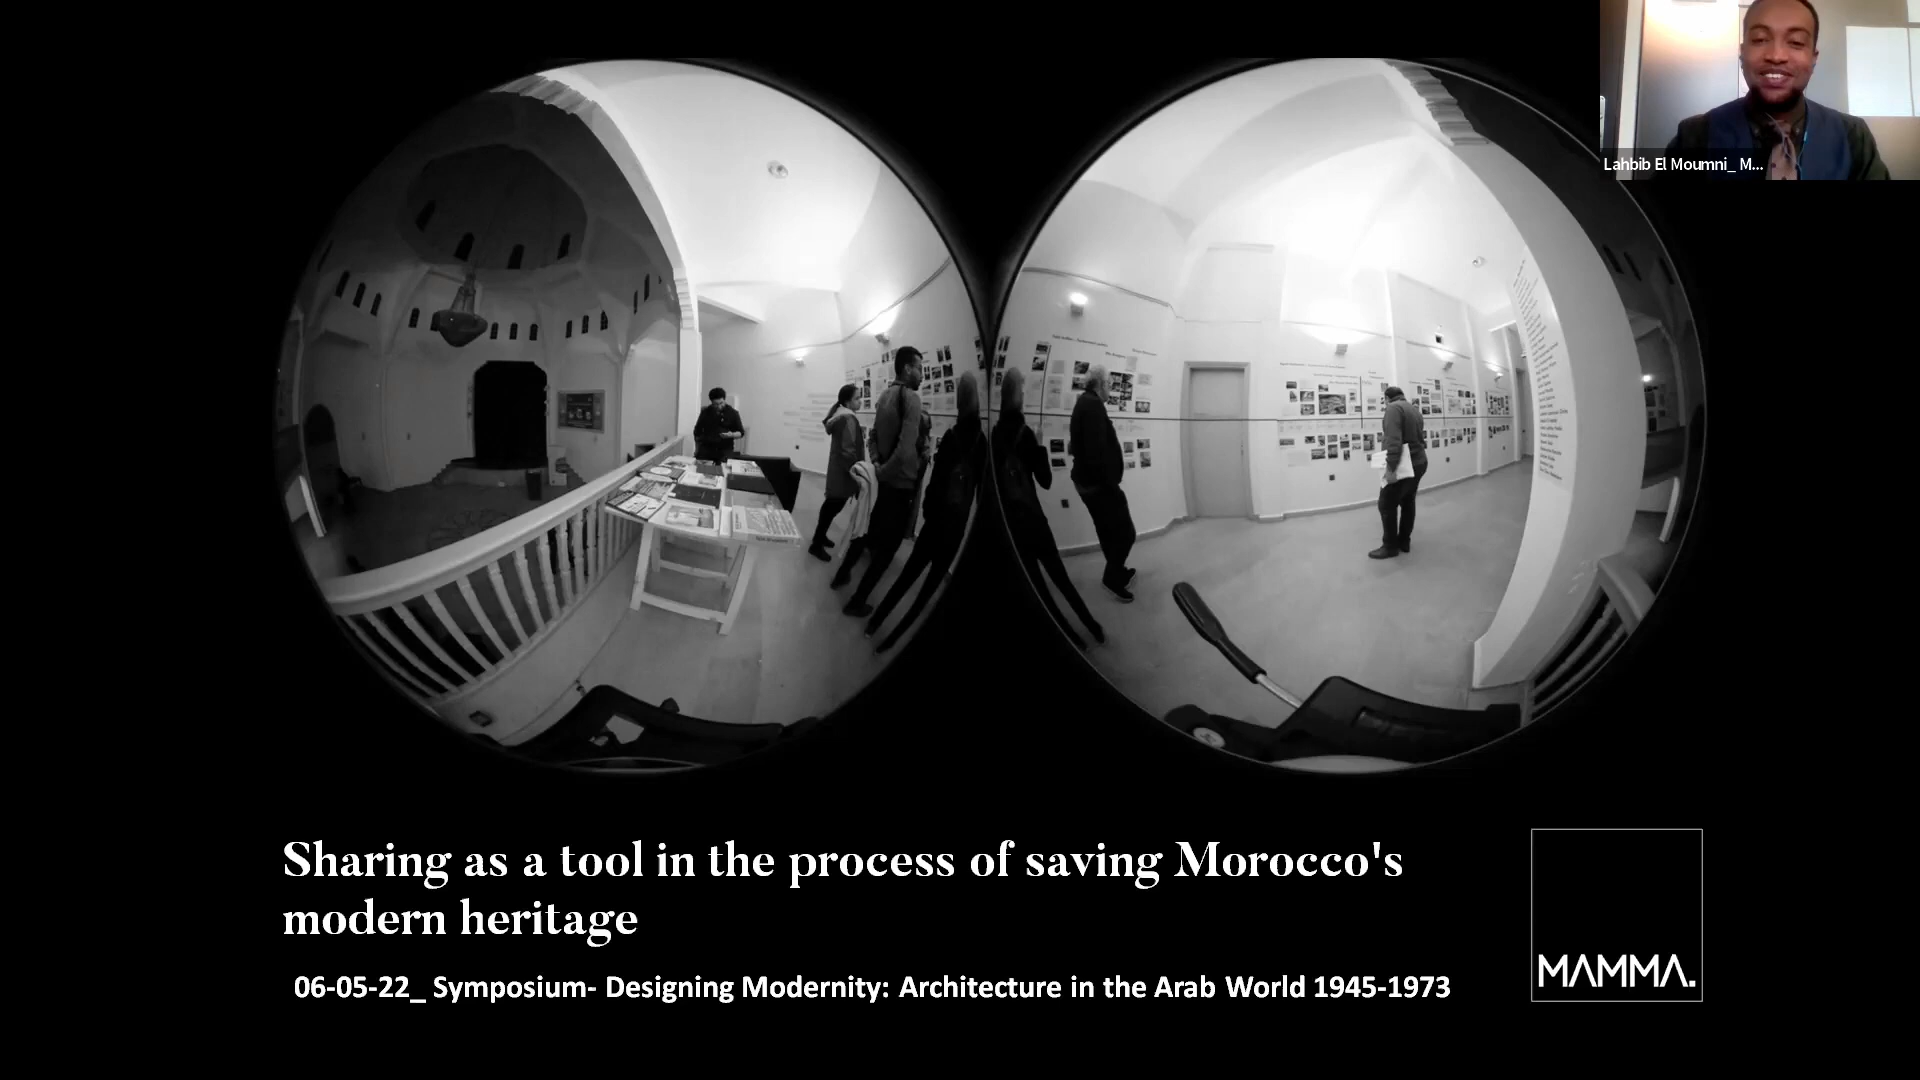 Lahbib El Moumni_ M...
Sharing as a tool in the process of saving Morocco's
modern heritage
06-05-22_ Symposium- Designing Modernity: Architecture in the Arab World 1945-1973
MAMMA.